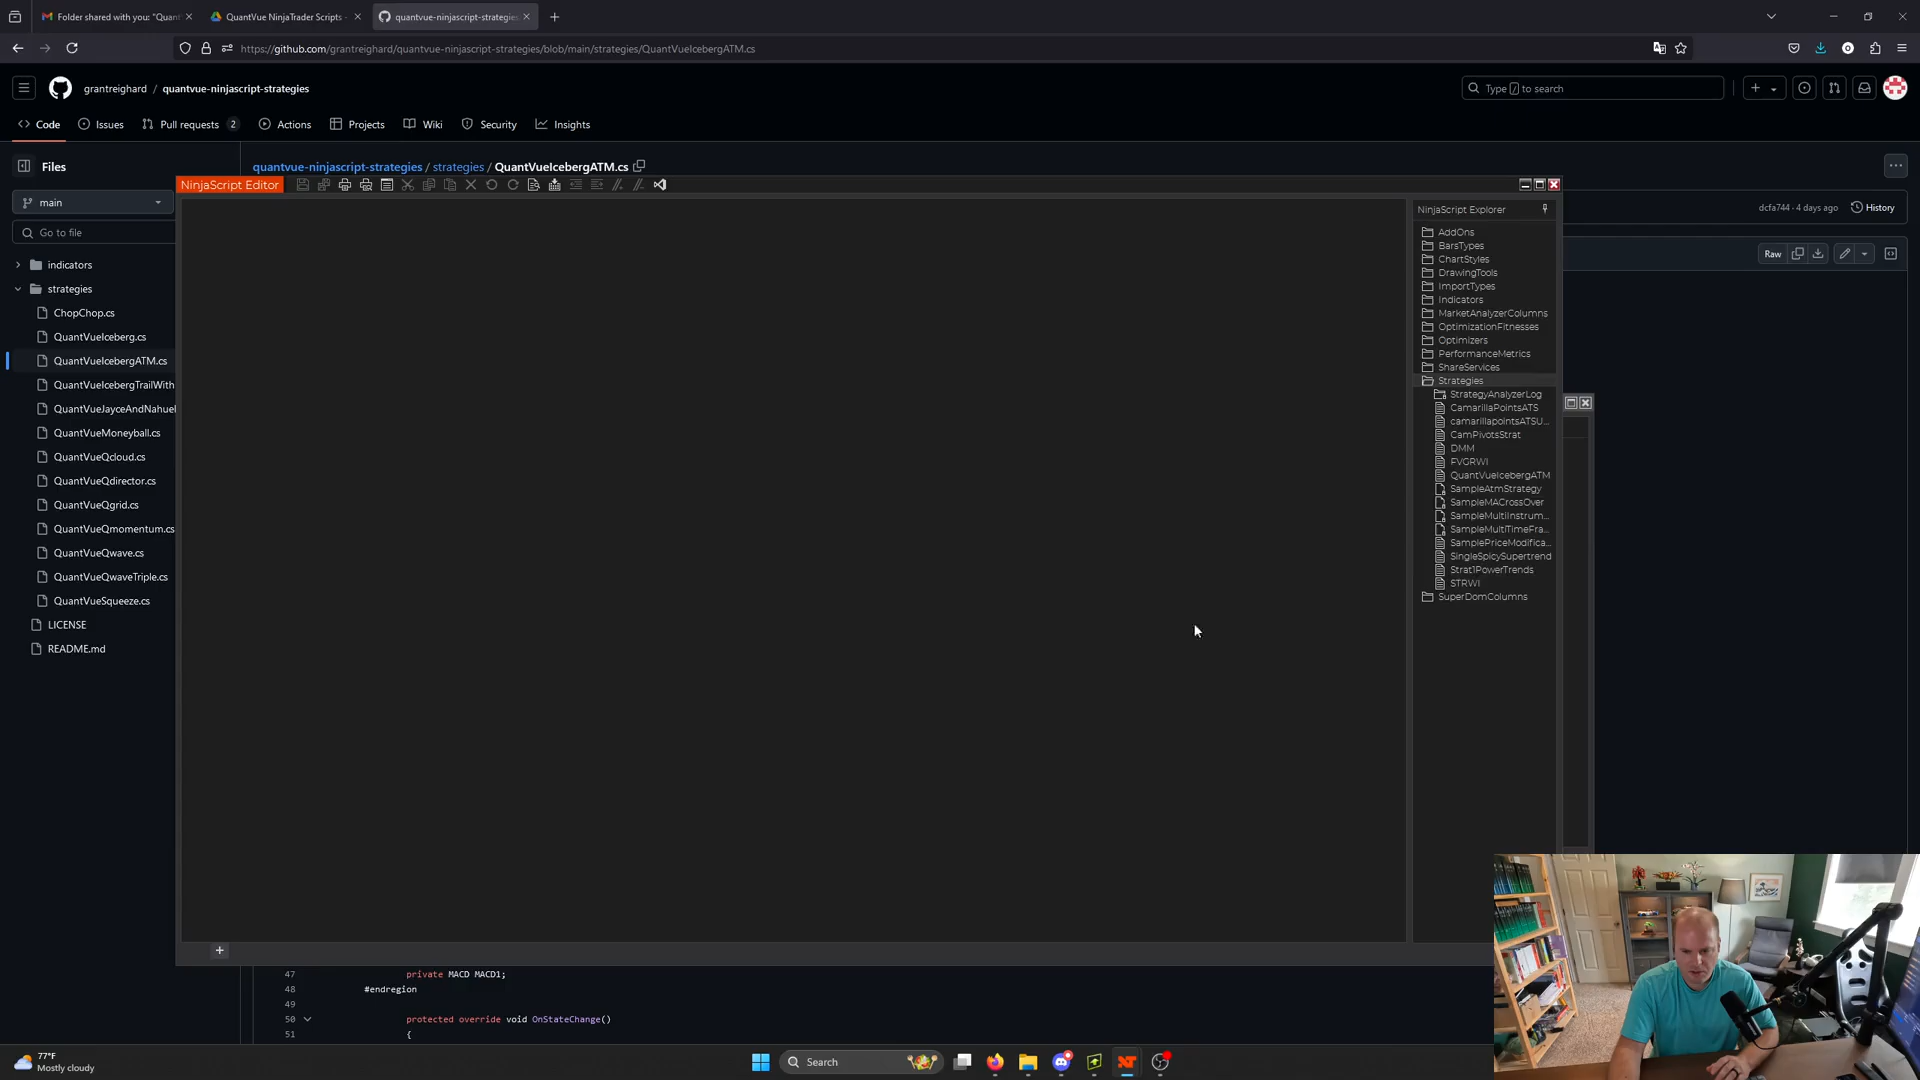 Folder shared with you: "Quant
QuantVue NinjaTrader Scripts -
quantvue-ninjascript-strategies
https://github.com/grantreighard/quantvue-ninjascript-strategies/blob/main/strategies/QuantVueIcebergATM.cs
grantreighard / quantvue-ninjascript-strategies
Type / to search
Code
Issues
Pull requests 2
Actions
Projects
Wiki
Security
Insights
Files
quantvue-ninjascript-strategies / strategies / QuantVueIcebergATM.cs
NinjaScript Editor
main
dcfa744 · 4 days ago
History
Go to file
Raw
indicators
strategies
ChopChop.cs
QuantVueIceberg.cs
QuantVueIcebergATM.cs
QuantVueIcebergTrailWith
QuantVueJayceAndNahuel
QuantVueMoneyball.cs
QuantVueQcloud.cs
QuantVueQdirector.cs
QuantVueQgrid.cs
QuantVueQmomentum.cs
QuantVueQwave.cs
QuantVueQwaveTriple.cs
QuantVueSqueeze.cs
LICENSE
README.md
NinjaScript Explorer
AddOns
BarsTypes
ChartStyles
DrawingTools
ImportTypes
Indicators
MarketAnalyzerColumns
OptimizationFitnesses
Optimizers
PerformanceMetrics
ShareServices
Strategies
StrategyAnalyzerLog
CamarillaPointsATS
camarillapointsATSU...
CamPivotsStrat
DMM
FVGRWI
QuantVueIcebergATM
SampleAtmStrategy
SampleMACrossOver
SampleMultiInstrum...
SampleMultiTimeFra...
SamplePriceModifica...
SingleSpicySupertrend
Strat1PowerTrends
STRWI
SuperDomColumns
47 private MACD MACD1;
48 #endregion
49
50 protected override void OnStateChange()
51 {
77°F
Mostly cloudy
Search